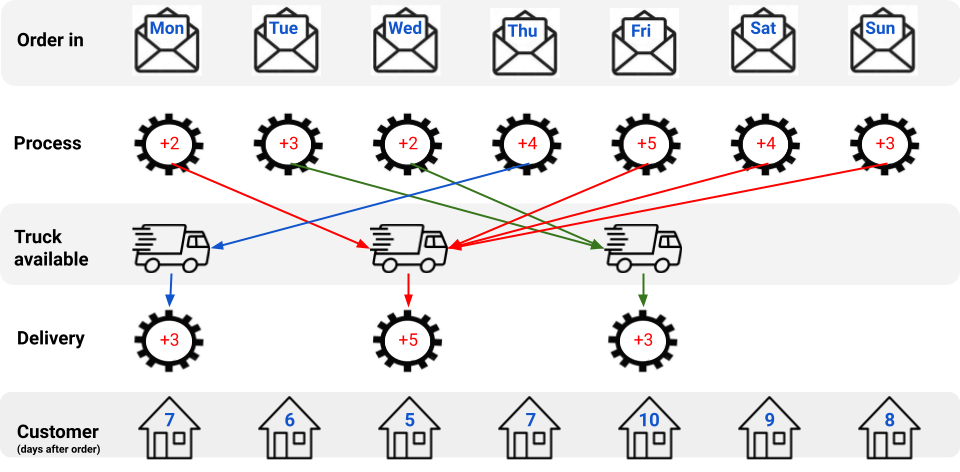 Order in
Mon
Tue
Wed
Thu
Fri
Sat
Sun
Process
+2
+3
+2
+4
+5
+4
+3
Truck
available
Delivery
+3
+5
+3
Customer
(days after order)
7
6
5
7
10
9
8